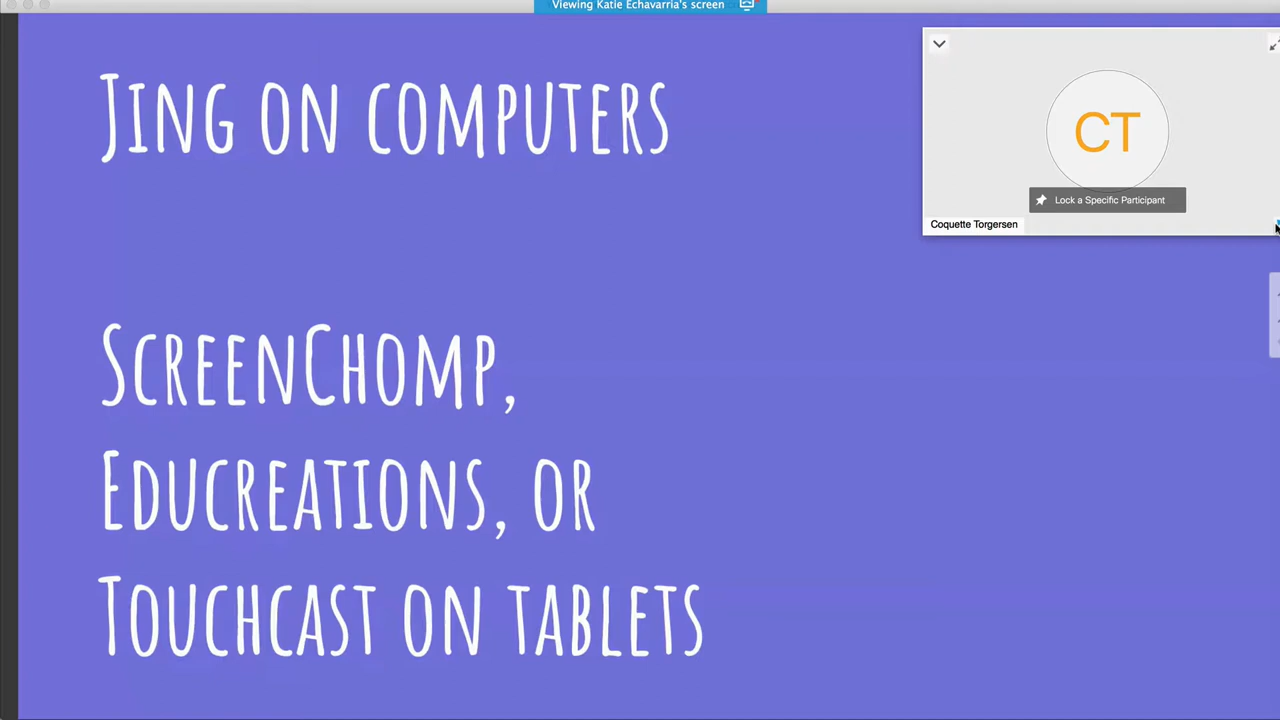 Viewing Katie Echavarria's screen
Jing on computers
CT
Lock a Specific Participant
Coquette Torgersen
ScreenChomp,
Educreations, or
Touchcast on tablets